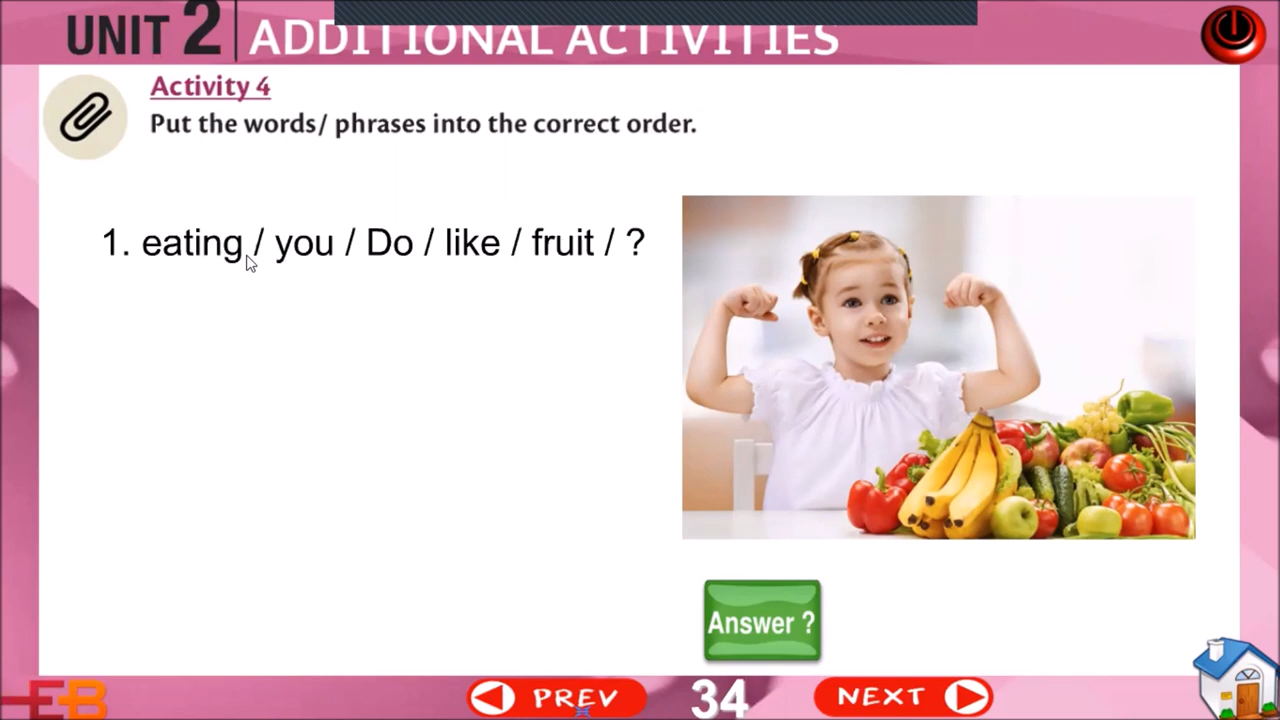 UNIT 2 ADDITIONAL ACTIVITIES
Activity 4
Put the words/ phrases into the correct order.
1. eating / you / Do / like / fruit / ?
Answer ?
EB
PREV
34
NEXT